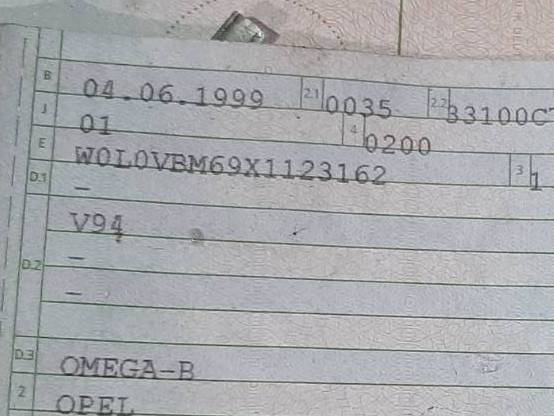 B 04.06.1999 2.1 0035 2.2 33100C
J 01 4 0200
E W0L0VBM69X1123162 3 1
D.1 –
V94
D.2 –
–
D.3 OMEGA-B
2 OPEL